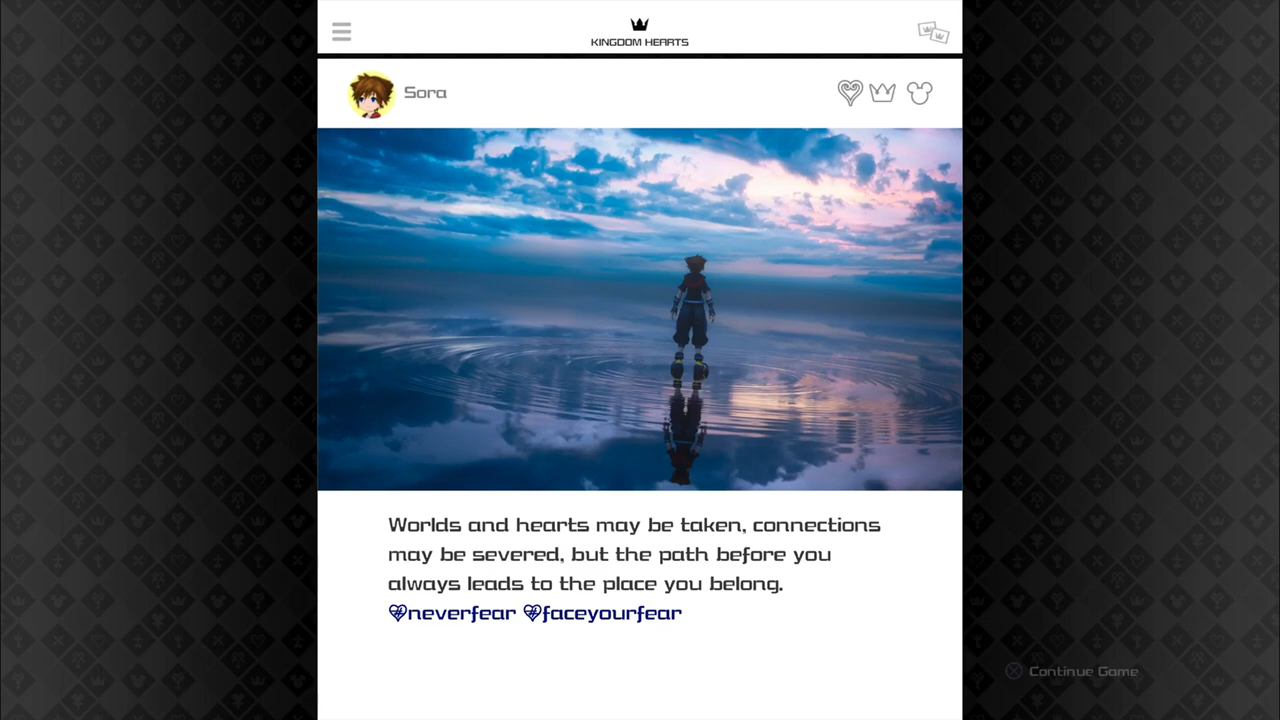 KINGDOM HEARTS
Sora
Worlds and hearts may be taken, connections
may be severed, but the path before you
always leads to the place you belong.
#neverfear #faceyourfear
Continue Game